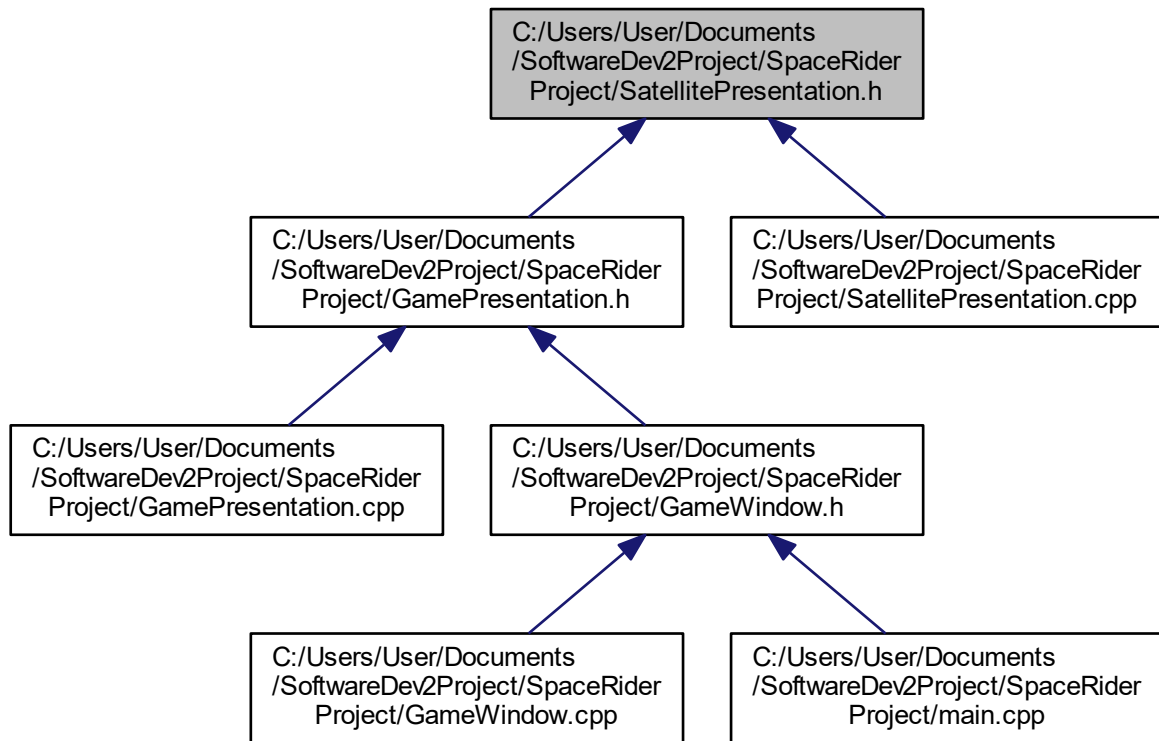 C:/Users/User/Documents
/SoftwareDev2Project/SpaceRider
Project/SatellitePresentation.h
C:/Users/User/Documents
/SoftwareDev2Project/SpaceRider
Project/GamePresentation.h
C:/Users/User/Documents
/SoftwareDev2Project/SpaceRider
Project/SatellitePresentation.cpp
C:/Users/User/Documents
/SoftwareDev2Project/SpaceRider
Project/GamePresentation.cpp
C:/Users/User/Documents
/SoftwareDev2Project/SpaceRider
Project/GameWindow.h
C:/Users/User/Documents
/SoftwareDev2Project/SpaceRider
Project/GameWindow.cpp
C:/Users/User/Documents
/SoftwareDev2Project/SpaceRider
Project/main.cpp